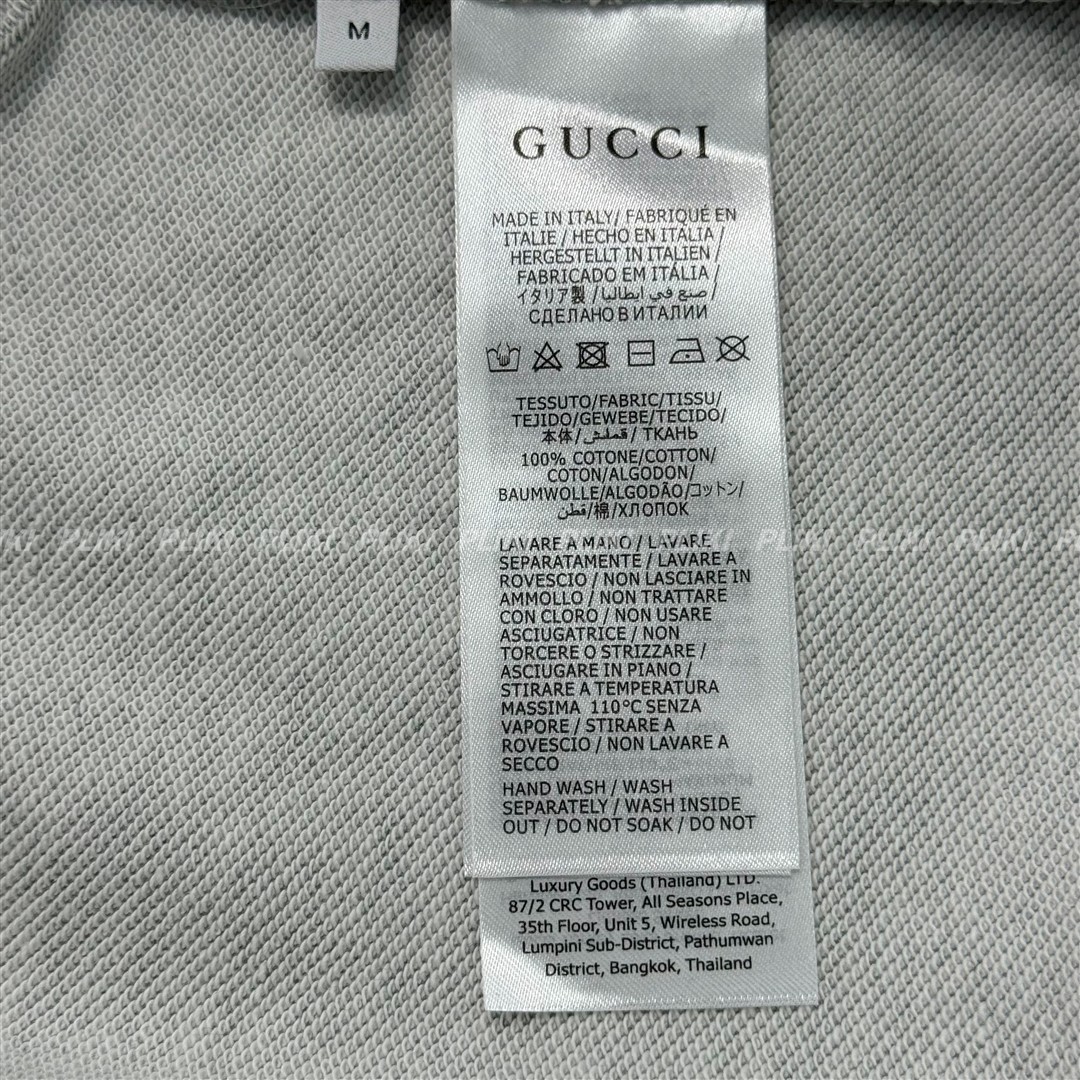 M
GUCCI
MADE IN ITALY/ FABRIQUÉ EN
ITALIE / HECHO EN ITALIA /
HERGESTELLT IN ITALIEN /
FABRICADO EM ITÁLIA /
イタリア製 / صنع في ايطاليا /
СДЕЛАНО В ИТАЛИИ
TESSUTO/FABRIC/TISSU/
TEJIDO/GEWEBE/TECIDO/
本体/قملش/ ТКАНЬ
100% COTONE/COTTON/
COTON/ALGODON/
BAUMWOLLE/ALGODÃO/コットン/
قطن/棉/ХЛОПОК
LAVARE A MANO / LAVARE
SEPARATAMENTE / LAVARE A
ROVESCIO / NON LASCIARE IN
AMMOLLO / NON TRATTARE
CON CLORO / NON USARE
ASCIUGATRICE / NON
TORCERE O STRIZZARE /
ASCIUGARE IN PIANO /
STIRARE A TEMPERATURA
MASSIMA 110°C SENZA
VAPORE / STIRARE A
ROVESCIO / NON LAVARE A
SECCO
HAND WASH / WASH
SEPARATELY / WASH INSIDE
OUT / DO NOT SOAK / DO NOT
Luxury Goods (Thailand) LTD.
87/2 CRC Tower, All Seasons Place,
35th Floor, Unit 5, Wireless Road,
Lumpini Sub-District, Pathumwan
District, Bangkok, Thailand